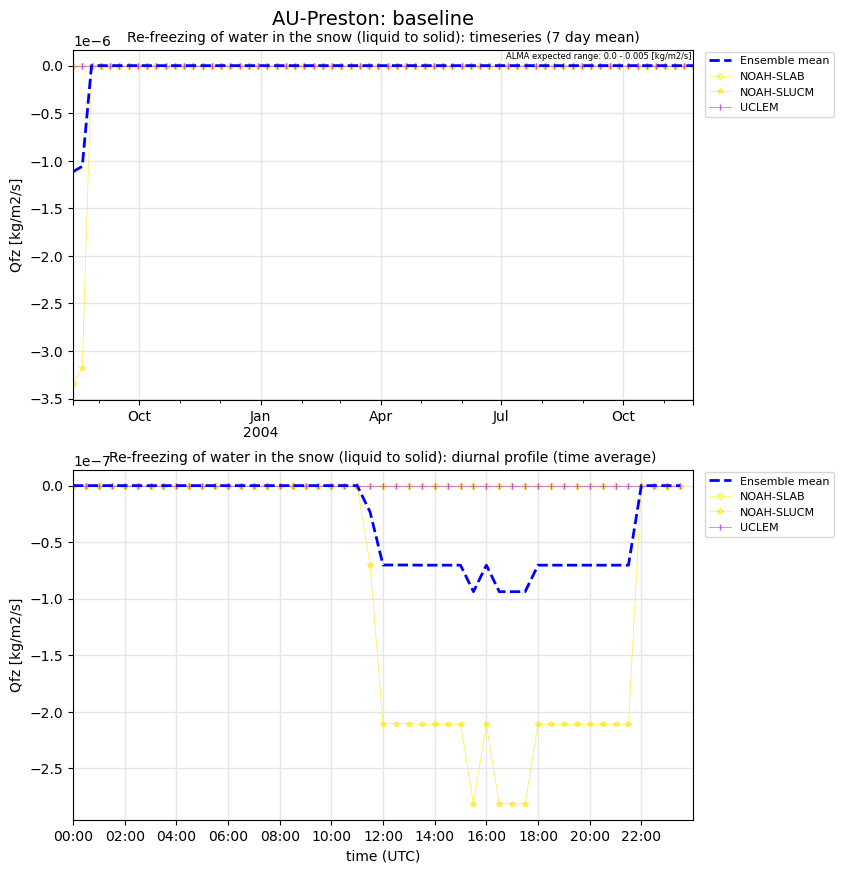 AU-Preston: baseline
Re-freezing of water in the snow (liquid to solid): timeseries (7 day mean)
1e−6
ALMA expected range: 0.0 - 0.005 [kg/m2/s]
0.0
−0.5
−1.0
−1.5
−2.0
−2.5
−3.0
−3.5
Qfz [kg/m2/s]
Oct
Jan
2004
Apr
Jul
Oct
Ensemble mean
NOAH-SLAB
NOAH-SLUCM
UCLEM
Re-freezing of water in the snow (liquid to solid): diurnal profile (time average)
1e−7
0.0
−0.5
−1.0
−1.5
−2.0
−2.5
Qfz [kg/m2/s]
00:00
02:00
04:00
06:00
08:00
10:00
12:00
14:00
16:00
18:00
20:00
22:00
time (UTC)
Ensemble mean
NOAH-SLAB
NOAH-SLUCM
UCLEM